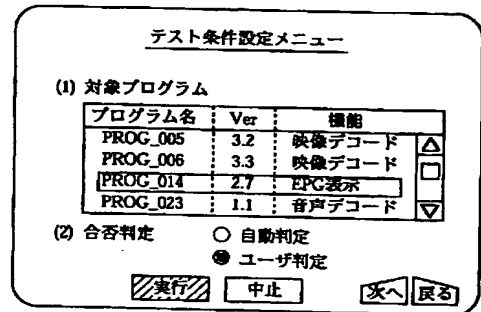 テスト条件設定メニュー
(1) 対象プログラム
プログラム名 Ver 機能
PROG_005 3.2 映像デコード
PROG_006 3.3 映像デコード
PROG_014 2.7 EPG表示
PROG_023 1.1 音声デコード
(2) 合否判定 自動判定
ユーザ判定
実行 中止 次へ 戻る